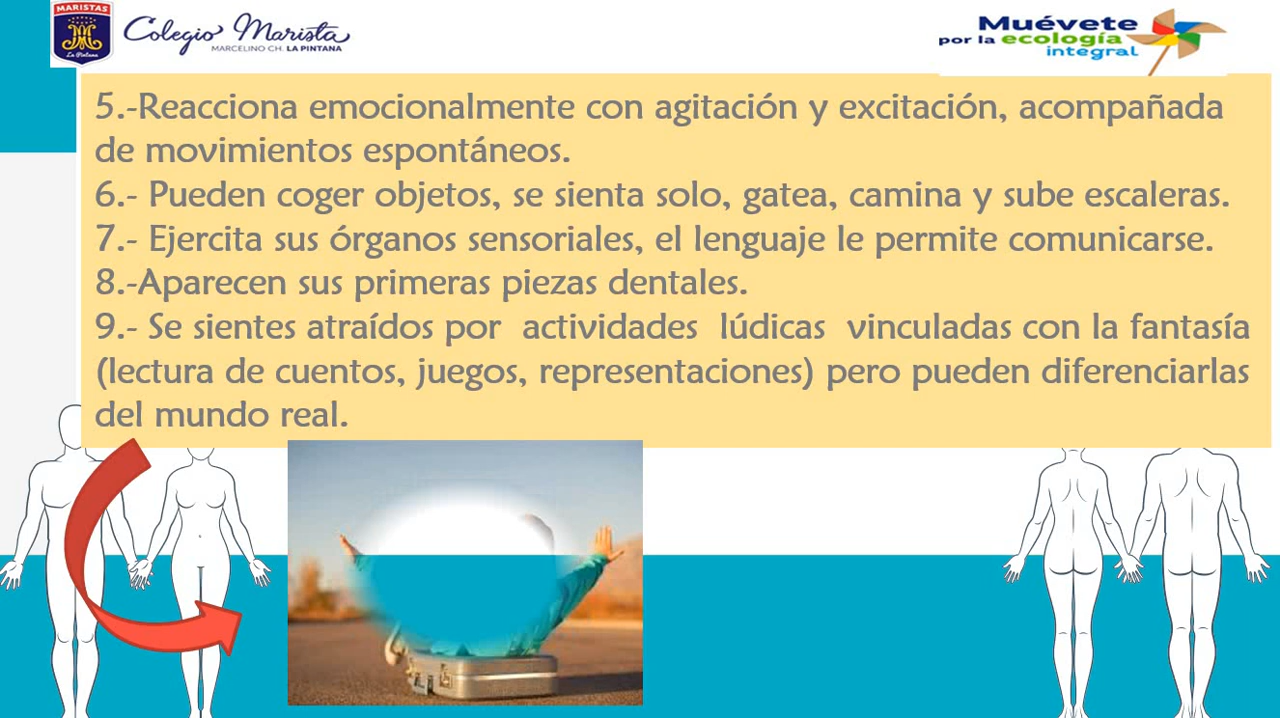 MARISTAS
La Pintana
Colegio Marista
MARCELINO CH. LA PINTANA
Muévete
por la ecología
integral
5.-Reacciona emocionalmente con agitación y excitación, acompañada
de movimientos espontáneos.
6.- Pueden coger objetos, se sienta solo, gatea, camina y sube escaleras.
7.- Ejercita sus órganos sensoriales, el lenguaje le permite comunicarse.
8.-Aparecen sus primeras piezas dentales.
9.- Se sientes atraídos por  actividades  lúdicas  vinculadas con la fantasía
(lectura de cuentos, juegos, representaciones) pero pueden diferenciarlas
del mundo real.